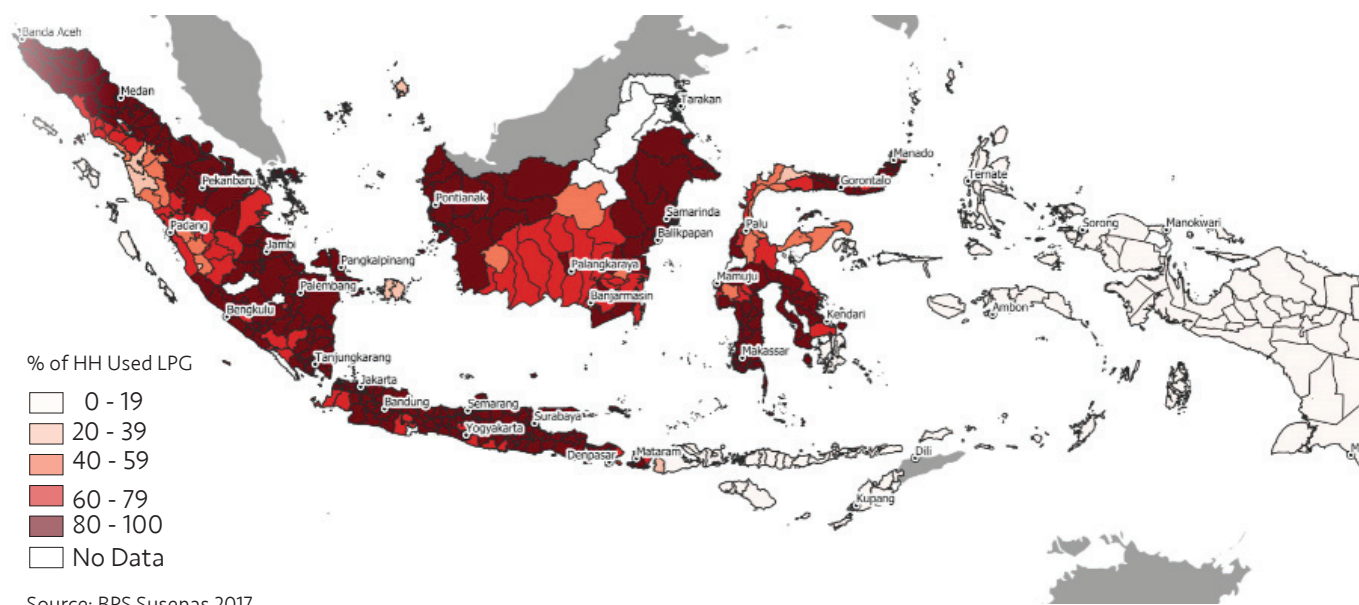 Banda Aceh
Medan
Tarakan
Manado
Pekanbaru
Pontianak
Gorontalo
Ternate
Samarinda
Sorong
Manokwari
Padang
Palu
Balikpapan
Jambi
Pangkalpinang
Palangkaraya
Mamuju
Palembang
Banjarmasin
Bengkulu
Kendari
Ambon
Tanjungkarang
Makassar
Jakarta
Bandung
Semarang
Surabaya
Yogyakarta
Denpasar
Mataram
Dili
Kupang
% of HH Used LPG
0 - 19
20 - 39
40 - 59
60 - 79
80 - 100
No Data
Source: BPS Susenas 2017